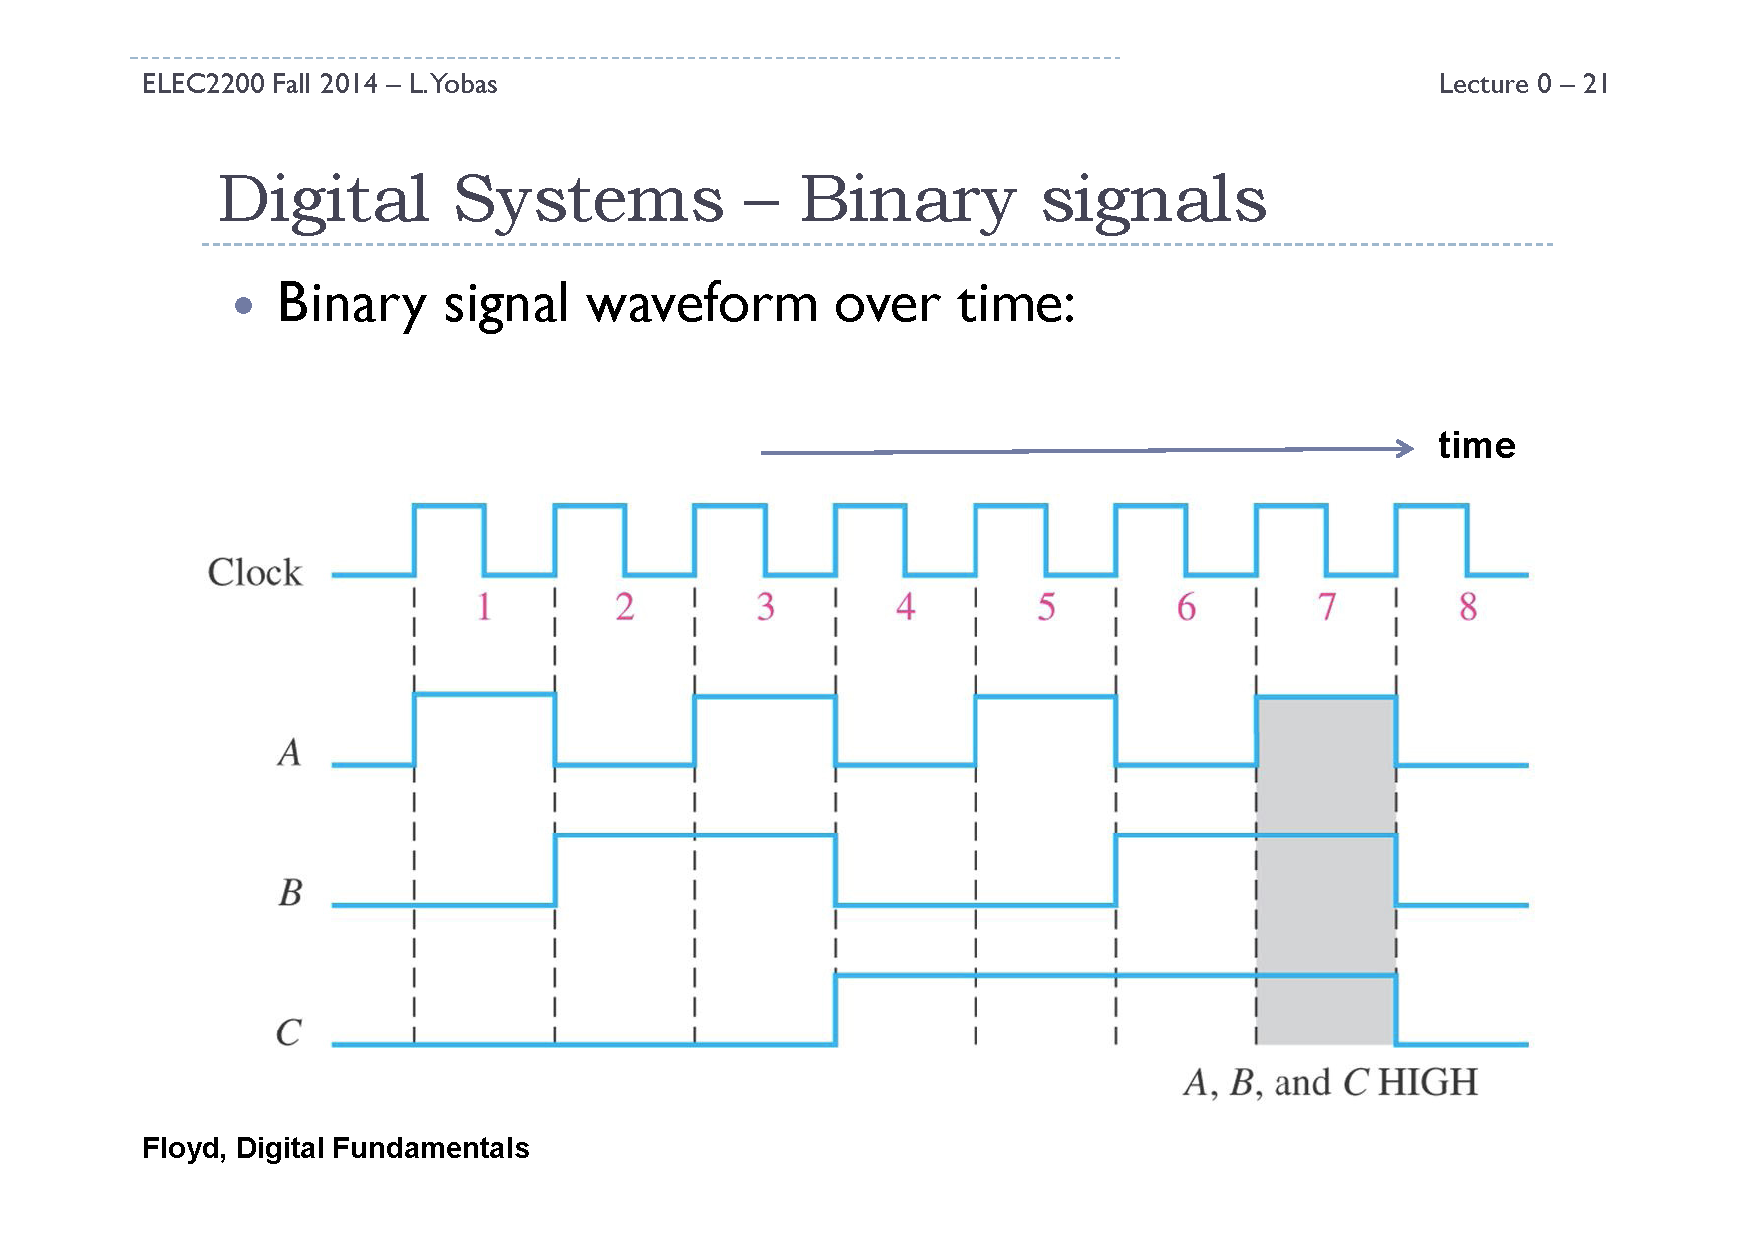 ELEC2200 Fall 2014 – L. Yobas
Lecture 0 – 21
Digital Systems – Binary signals
• Binary signal waveform over time:
time
Clock
1 2 3 4 5 6 7 8
A
B
C
A, B, and C HIGH
Floyd, Digital Fundamentals